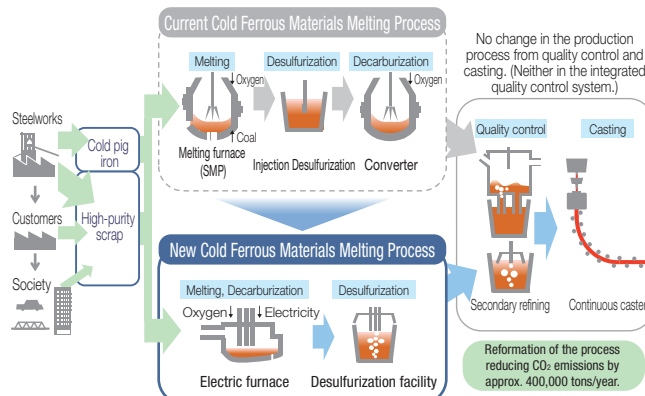 Current Cold Ferrous Materials Melting Process
Melting
Desulfurization
Decarburization
Oxygen
Oxygen
Coal
Melting furnace
(SMP)
Injection Desulfurization
Converter
No change in the production
process from quality control and
casting. (Neither in the integrated
quality control system.)
Steelworks
Cold pig
iron
Customers
High-purity
scrap
Society
Quality control
Casting
Secondary refining
Continuous caster
New Cold Ferrous Materials Melting Process
Melting, Decarburization
Desulfurization
Oxygen
Electricity
Electric furnace
Desulfurization facility
Reformation of the process
reducing CO₂ emissions by
approx. 400,000 tons/year.